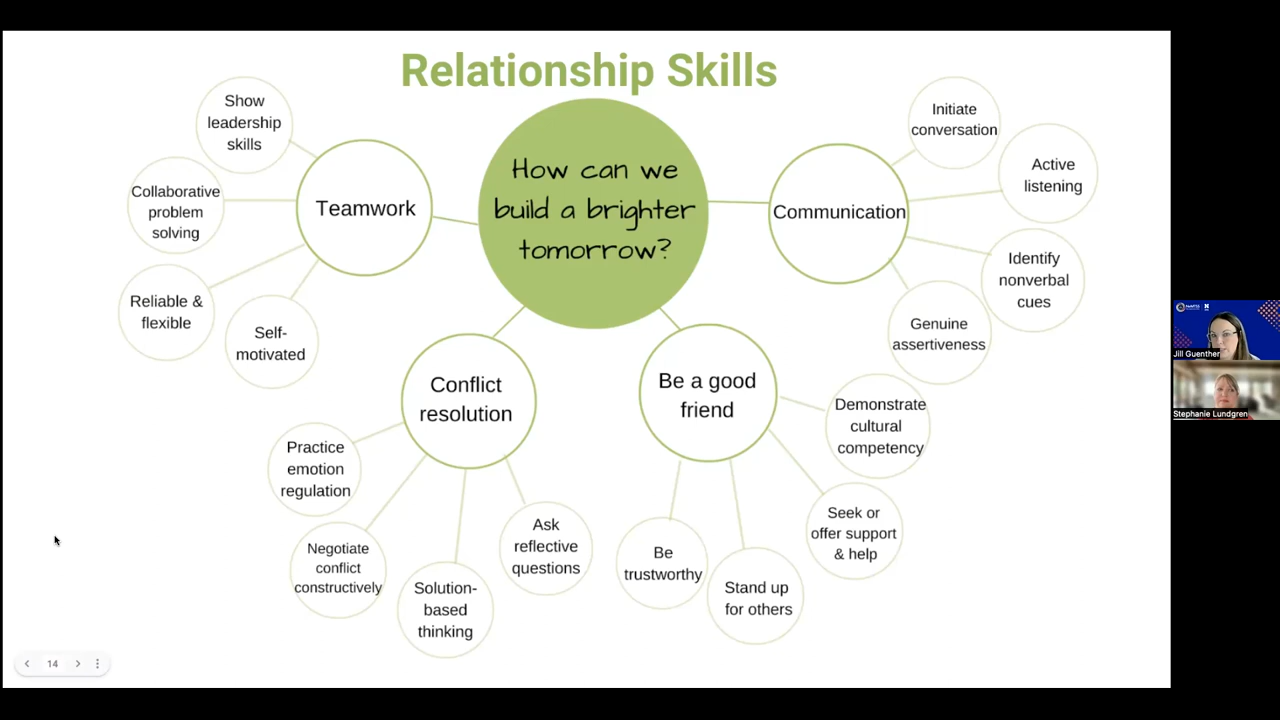 Relationship Skills
How can we
build a brighter
tomorrow?
Teamwork
Show
leadership
skills
Collaborative
problem
solving
Reliable &
flexible
Self-
motivated
Communication
Initiate
conversation
Active
listening
Identify
nonverbal
cues
Genuine
assertiveness
Conflict
resolution
Practice
emotion
regulation
Negotiate
conflict
constructively
Solution-
based
thinking
Ask
reflective
questions
Be a good
friend
Demonstrate
cultural
competency
Seek or
offer support
& help
Stand up
for others
Be
trustworthy
14
Jill Guenther
Stephanie Lundgren